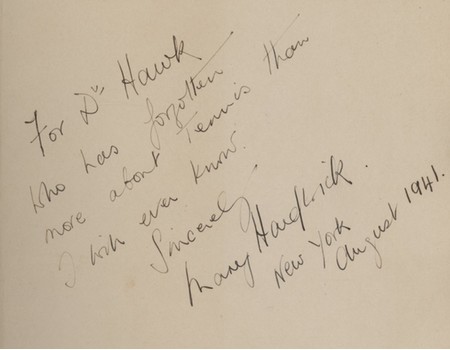 For Dr Hawk
who has forgotten
more about Tennis than
I will ever know.
Sincerely
Mary Hardwick.
New York
August 1941.